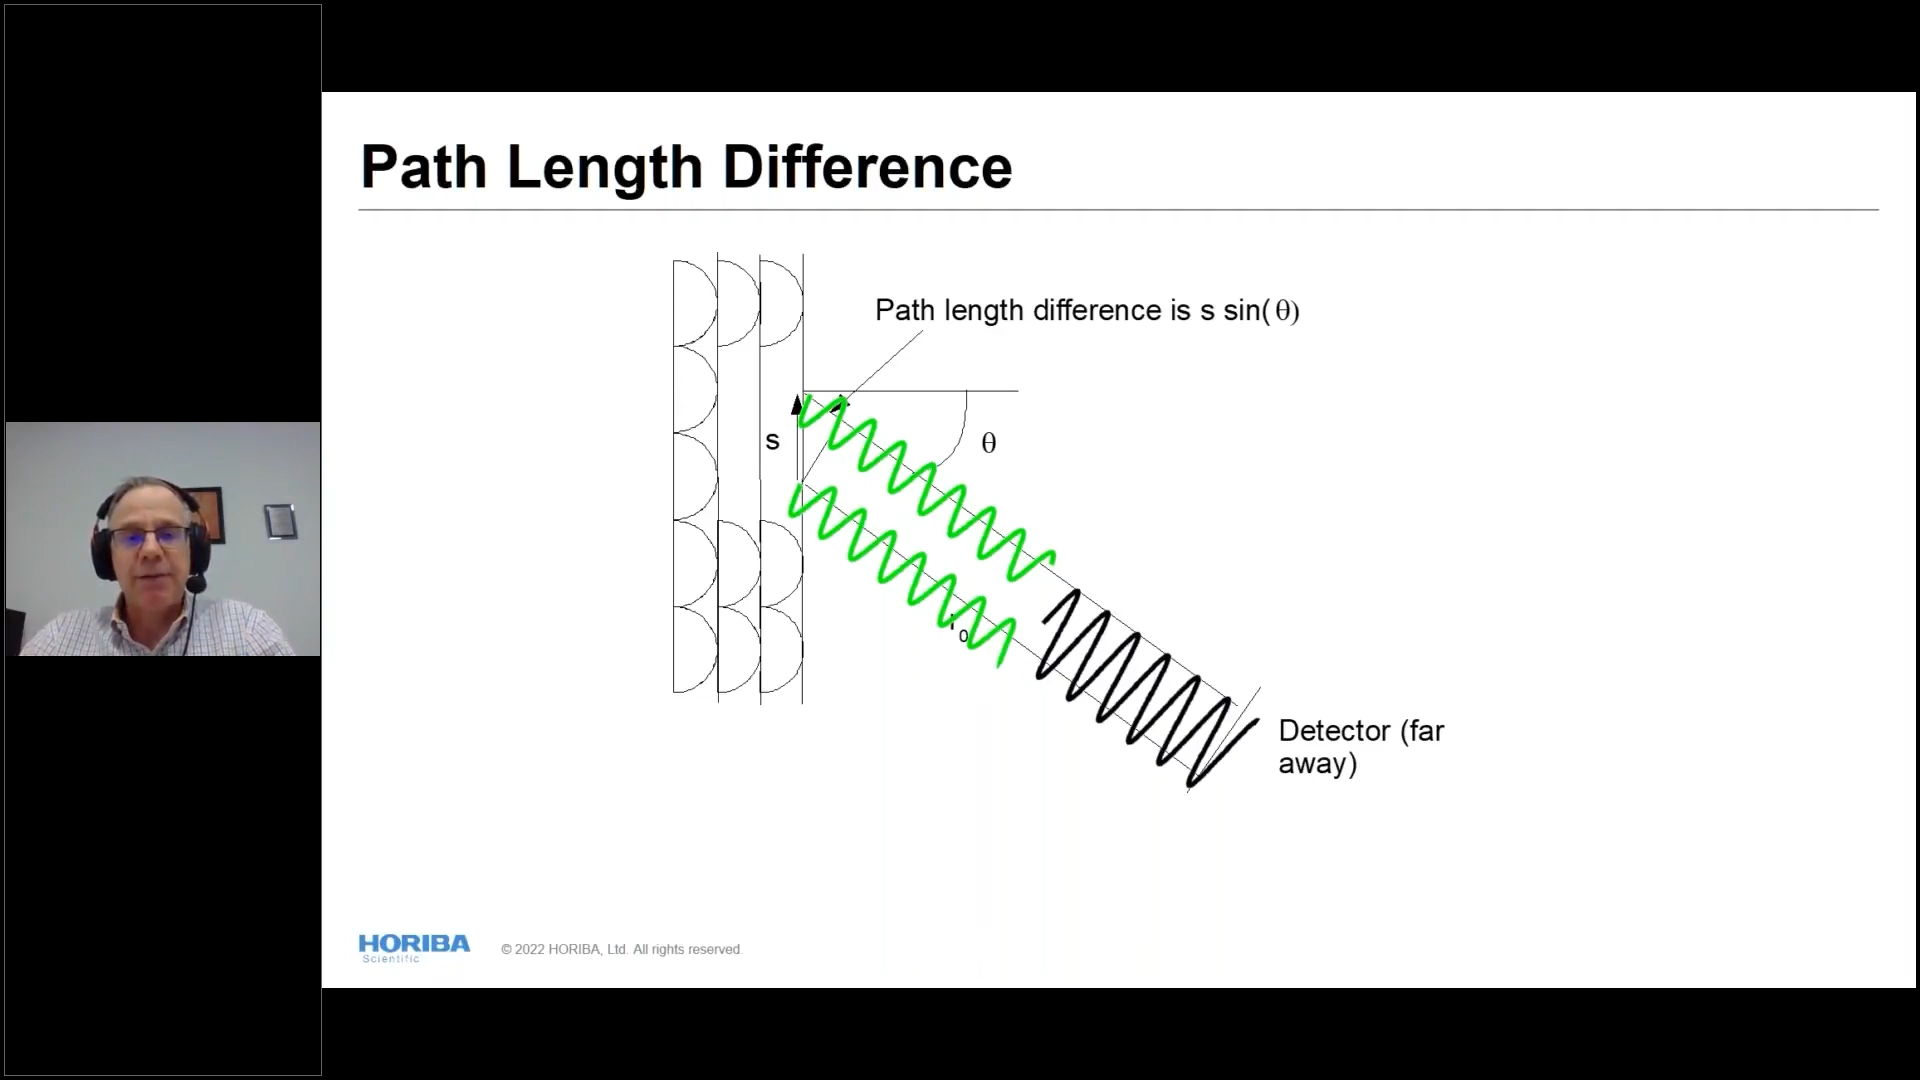 Path Length Difference
Path length difference is s sin(θ)
s
θ
r₀
Detector (far
away)
HORIBA
Scientific
© 2022 HORIBA, Ltd. All rights reserved.